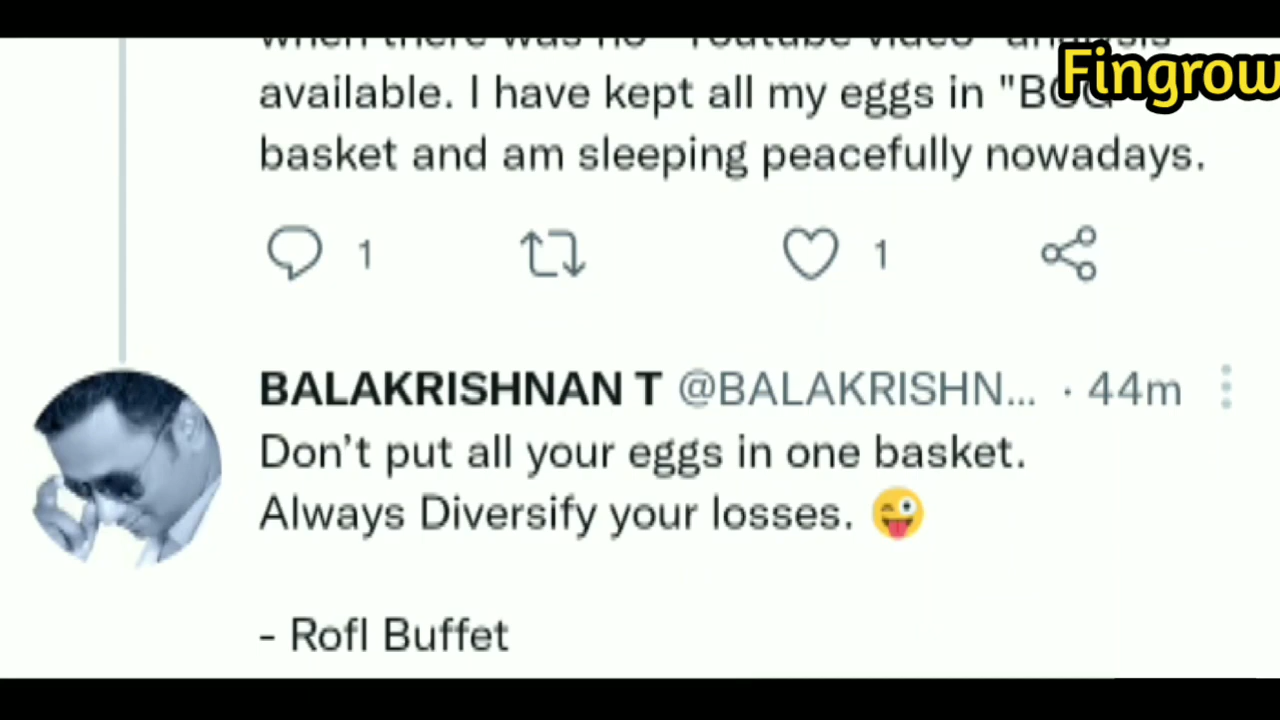 Fingrow
available. I have kept all my eggs in "BCG"
basket and am sleeping peacefully nowadays.
1 1
BALAKRISHNAN T @BALAKRISHN... · 44m
Don't put all your eggs in one basket.
Always Diversify your losses. 😜
- Rofl Buffet